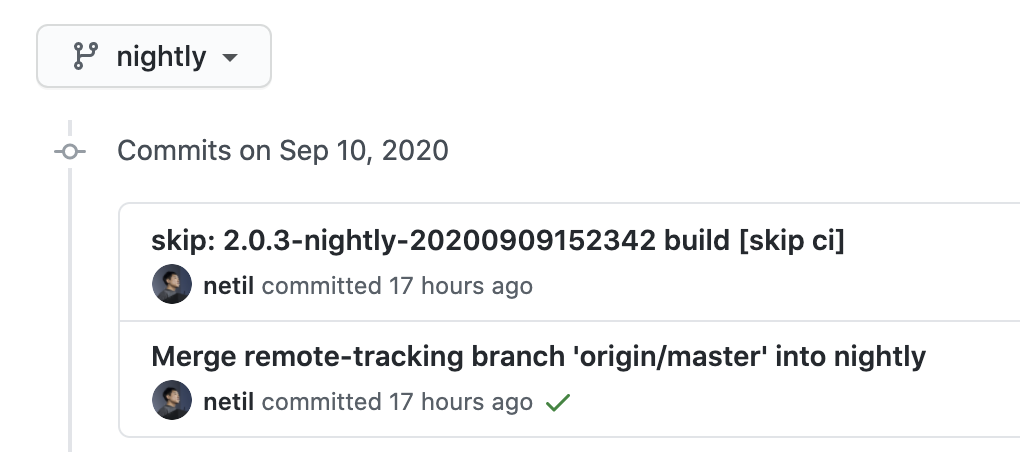 nightly
Commits on Sep 10, 2020
skip: 2.0.3-nightly-20200909152342 build [skip ci]
netil committed 17 hours ago
Merge remote-tracking branch 'origin/master' into nightly
netil committed 17 hours ago